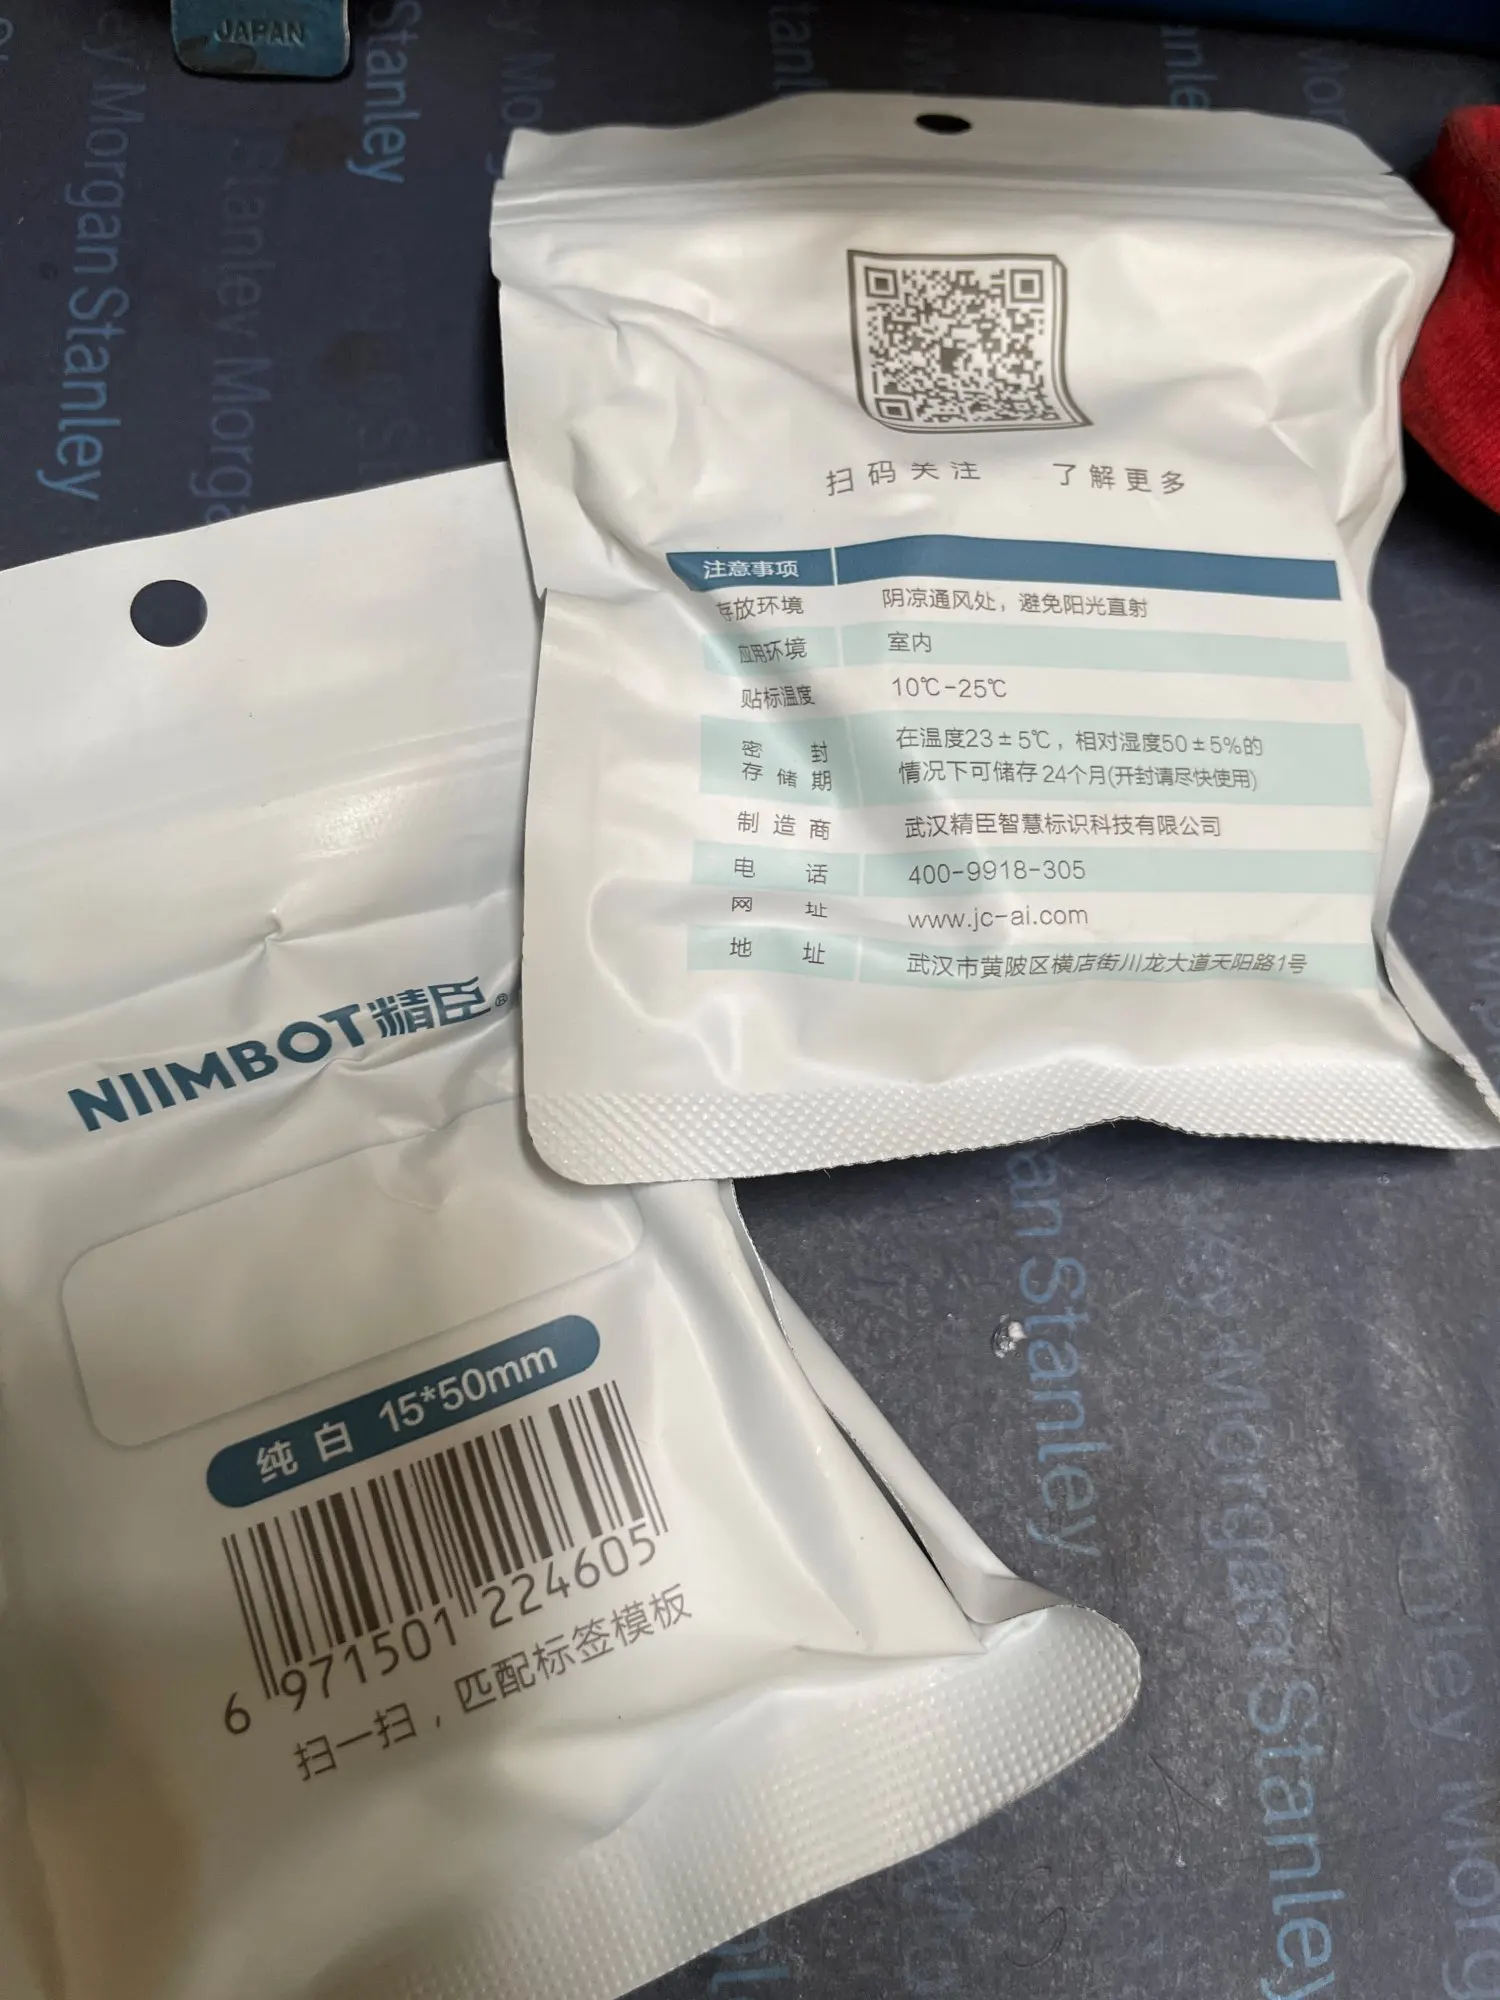 JAPAN
Morgan Stanley
Stanley
Stanley Morgan
扫码关注 了解更多
注意事项
存放环境 阴凉通风处，避免阳光直射
应用环境 室内
贴标温度 10℃-25℃
密封 在温度23±5℃，相对湿度50±5%的
存储期 情况下可储存24个月(开封请尽快使用)
制造商 武汉精臣智慧标识科技有限公司
电话 400-9918-305
网址 www.jc-ai.com
地址 武汉市黄陂区横店街川龙大道天阳路1号
NIIMBOT精臣®
纯白 15*50mm
6 971501 224605
扫一扫，匹配标签模板
Stanley
Morgan Stanley